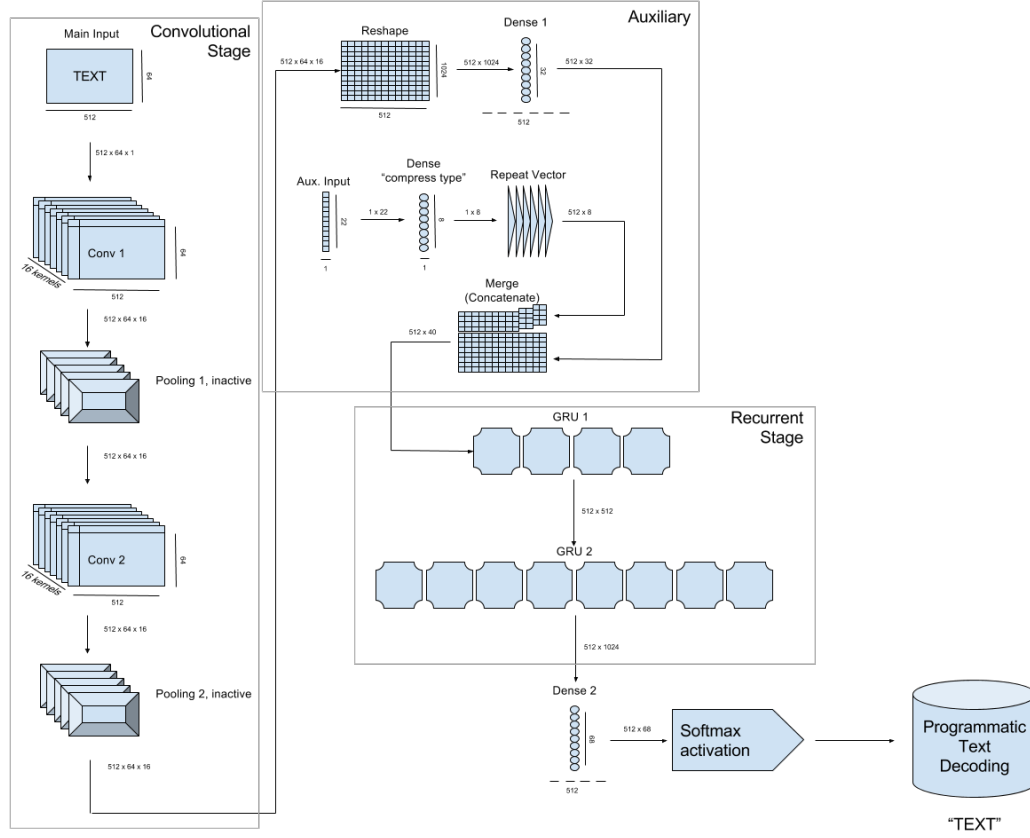 Convolutional
Stage
Main Input
TEXT
64
512
512 x 64 x 1
Conv 1
64
16 kernels
512
512 x 64 x 16
Pooling 1, inactive
512 x 64 x 16
Conv 2
64
16 kernels
512
512 x 64 x 16
Pooling 2, inactive
512 x 64 x 16
Auxiliary
512 x 64 x 16
Reshape
1024
512
512 x 1024
Dense 1
32
512
512 x 32
Aux. Input
22
1
1 x 22
Dense
“compress type”
8
1
1 x 8
Repeat Vector
512 x 8
Merge
(Concatenate)
512 x 40
Recurrent
Stage
GRU 1
512 x 512
GRU 2
512 x 1024
Dense 2
68
512
512 x 68
Softmax
activation
Programmatic
Text
Decoding
“TEXT”